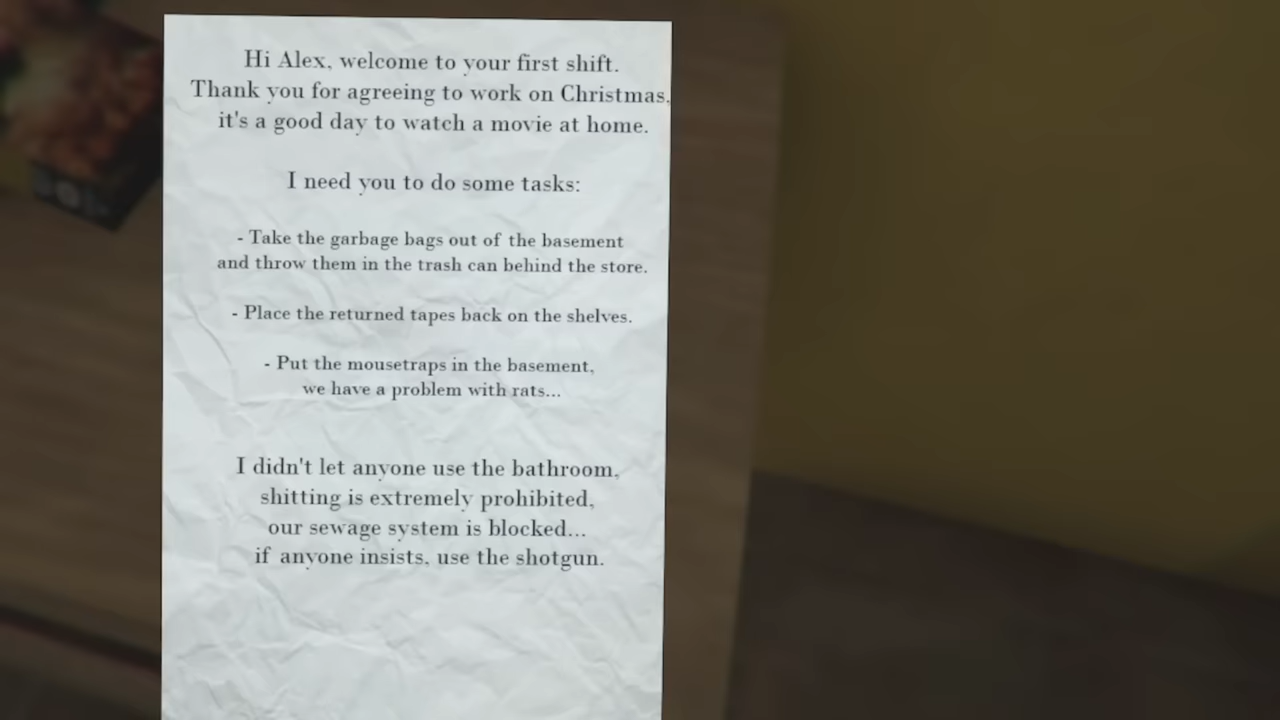 Hi Alex, welcome to your first shift.
Thank you for agreeing to work on Christmas,
it's a good day to watch a movie at home.
I need you to do some tasks:
- Take the garbage bags out of the basement
and throw them in the trash can behind the store.
- Place the returned tapes back on the shelves.
- Put the mousetraps in the basement,
we have a problem with rats...
I didn't let anyone use the bathroom,
shitting is extremely prohibited,
our sewage system is blocked...
if anyone insists, use the shotgun.